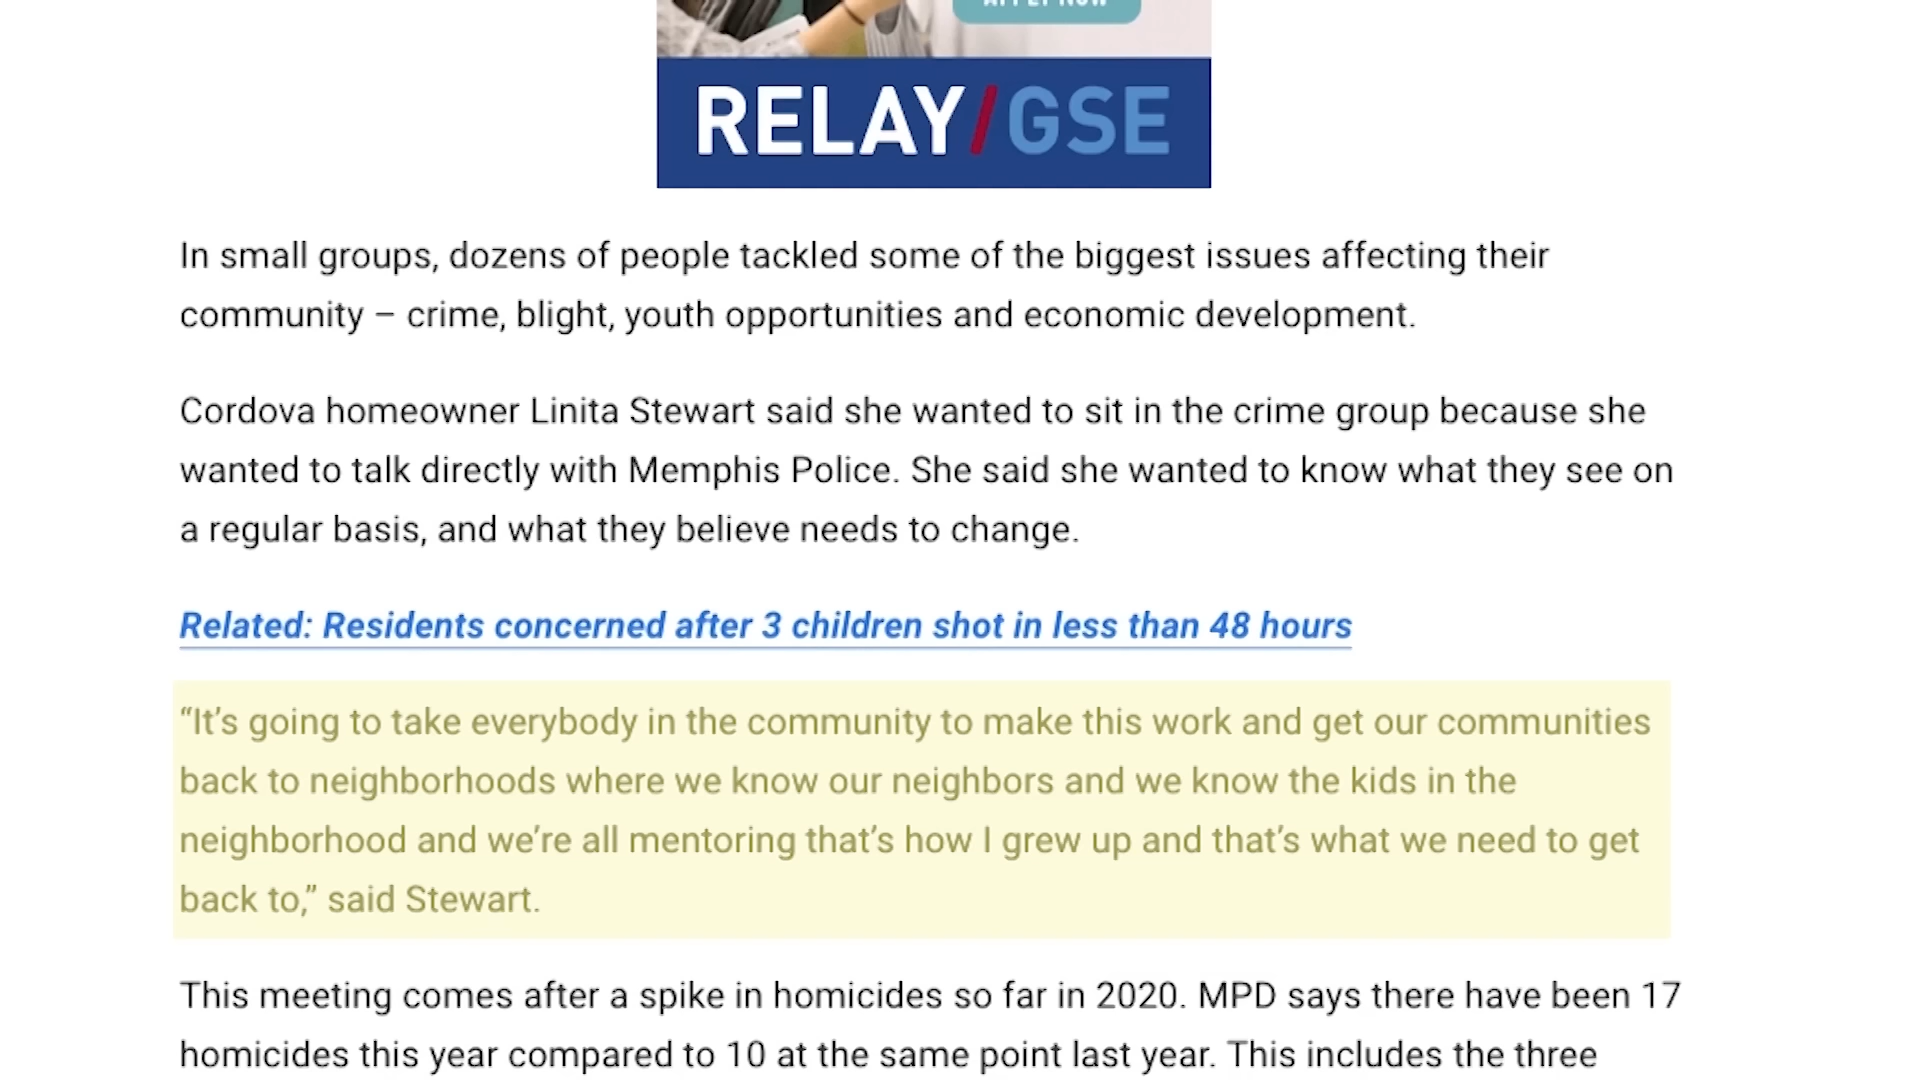 APPLY NOW
RELAY/GSE
In small groups, dozens of people tackled some of the biggest issues affecting their
community – crime, blight, youth opportunities and economic development.
Cordova homeowner Linita Stewart said she wanted to sit in the crime group because she
wanted to talk directly with Memphis Police. She said she wanted to know what they see on
a regular basis, and what they believe needs to change.
Related: Residents concerned after 3 children shot in less than 48 hours
“It’s going to take everybody in the community to make this work and get our communities
back to neighborhoods where we know our neighbors and we know the kids in the
neighborhood and we’re all mentoring that’s how I grew up and that’s what we need to get
back to,” said Stewart.
This meeting comes after a spike in homicides so far in 2020. MPD says there have been 17
homicides this year compared to 10 at the same point last year. This includes the three